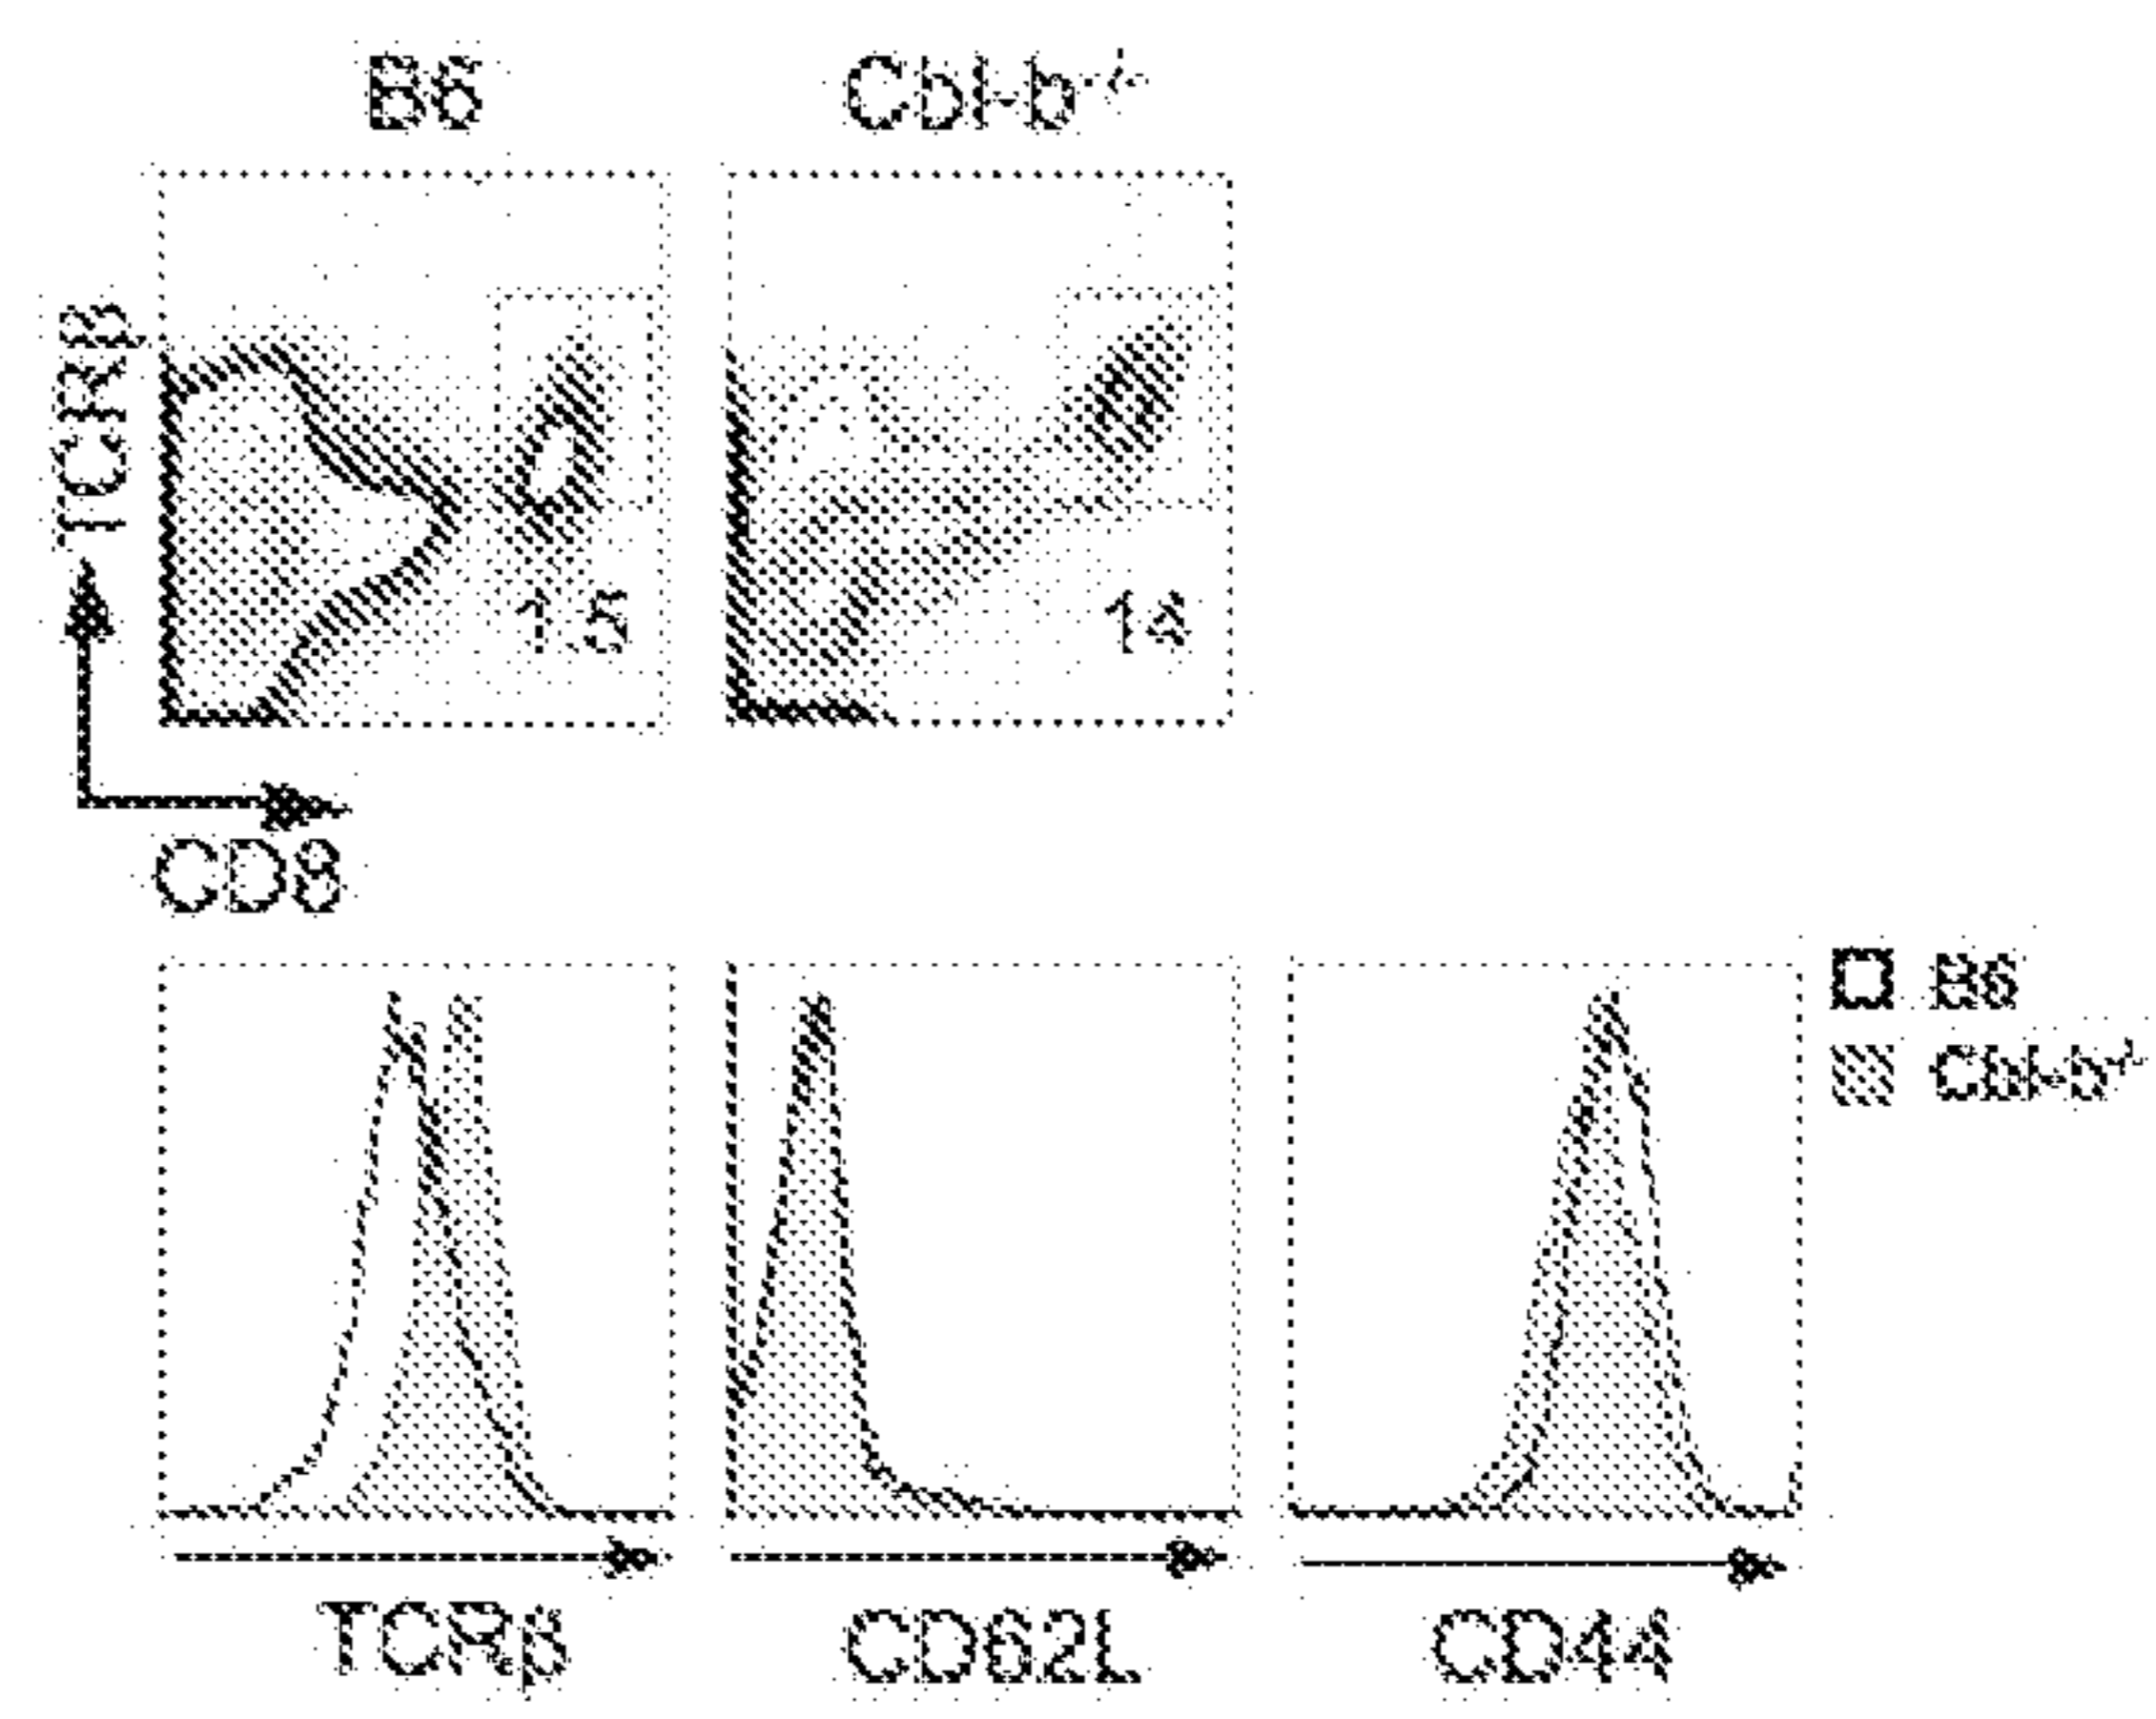 B6
Cbl-b-/-
TCRβ
CD8
1.5
14
B6
Cbl-b-/-
TCRβ
CD62L
CD44